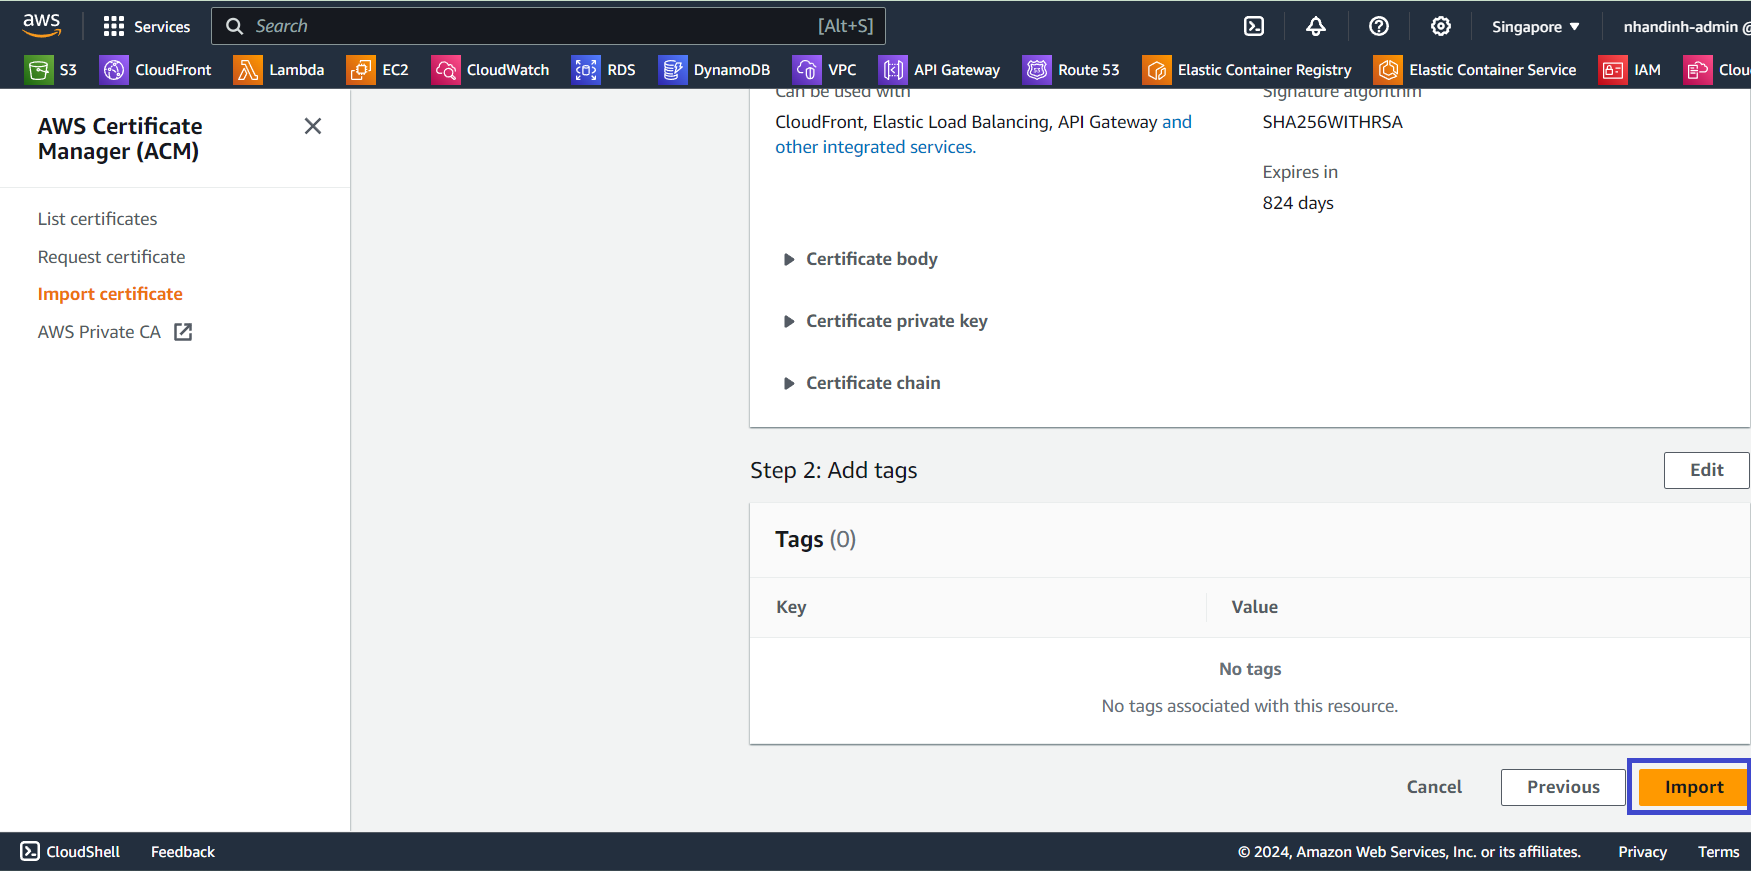 aws Services Search [Alt+S] Singapore ▼ nhandinh-admin @
S3 CloudFront Lambda EC2 CloudWatch RDS DynamoDB VPC API Gateway Route 53 Elastic Container Registry Elastic Container Service IAM Clou
AWS Certificate
Manager (ACM)
List certificates
Request certificate
Import certificate
AWS Private CA
Can be used with
CloudFront, Elastic Load Balancing, API Gateway and
other integrated services.
Signature algorithm
SHA256WITHRSA
Expires in
824 days
Certificate body
Certificate private key
Certificate chain
Step 2: Add tags
Edit
Tags (0)
Key Value
No tags
No tags associated with this resource.
Cancel Previous Import
CloudShell Feedback © 2024, Amazon Web Services, Inc. or its affiliates. Privacy Terms